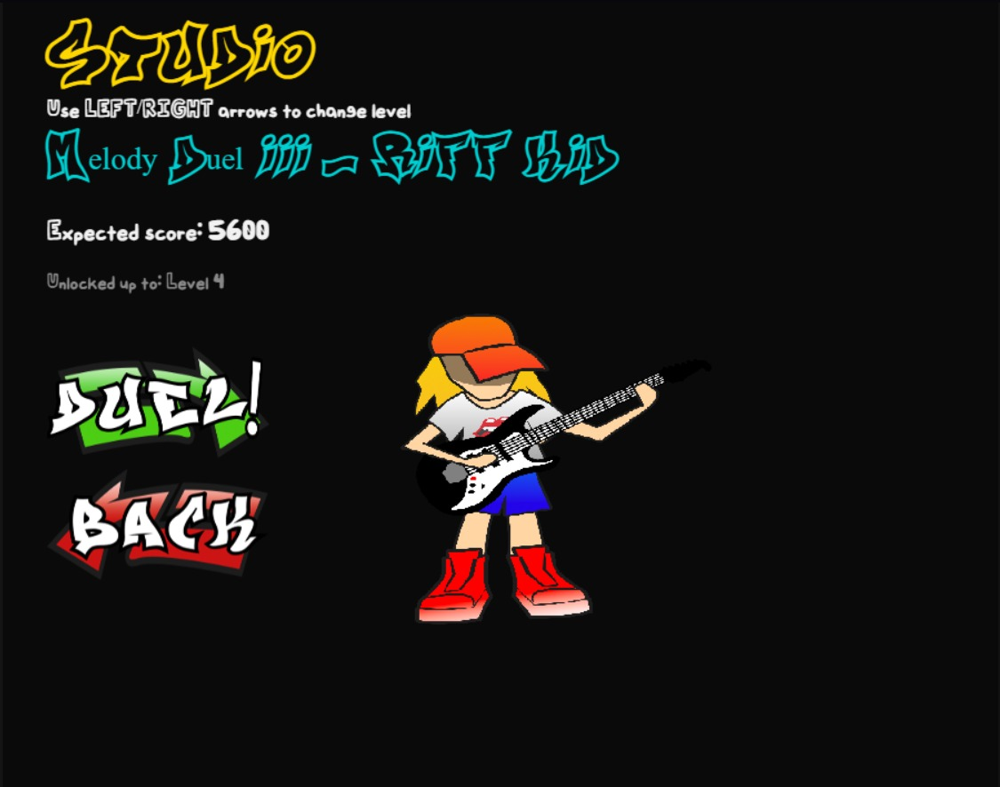 Studio
Use LEFT/RIGHT arrows to change level
Melody Duel iii - Riff Kid
Expected score: 5600
Unlocked up to: Level 4
DUEL!
BACK